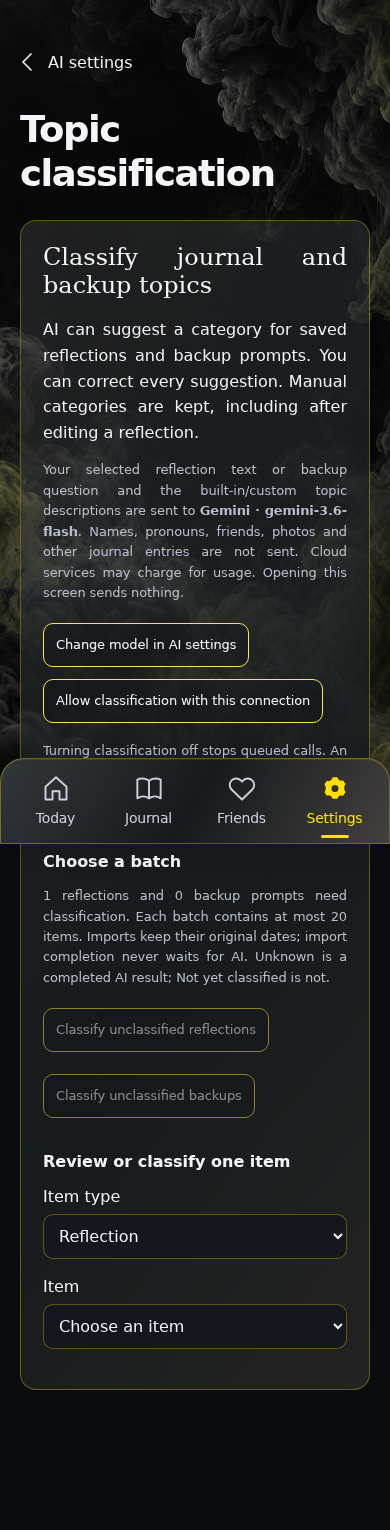 AI settings
Topic
classification
Classify journal and
backup topics
AI can suggest a category for saved
reflections and backup prompts. You
can correct every suggestion. Manual
categories are kept, including after
editing a reflection.
Your selected reflection text or backup
question and the built-in/custom topic
descriptions are sent to Gemini · gemini-3.6-
flash. Names, pronouns, friends, photos and
other journal entries are not sent. Cloud
services may charge for usage. Opening this
screen sends nothing.
Change model in AI settings
Allow classification with this connection
Turning classification off stops queued calls. An
Today
Journal
Friends
Settings
Choose a batch
1 reflections and 0 backup prompts need
classification. Each batch contains at most 20
items. Imports keep their original dates; import
completion never waits for AI. Unknown is a
completed AI result; Not yet classified is not.
Classify unclassified reflections
Classify unclassified backups
Review or classify one item
Item type
Reflection
Item
Choose an item